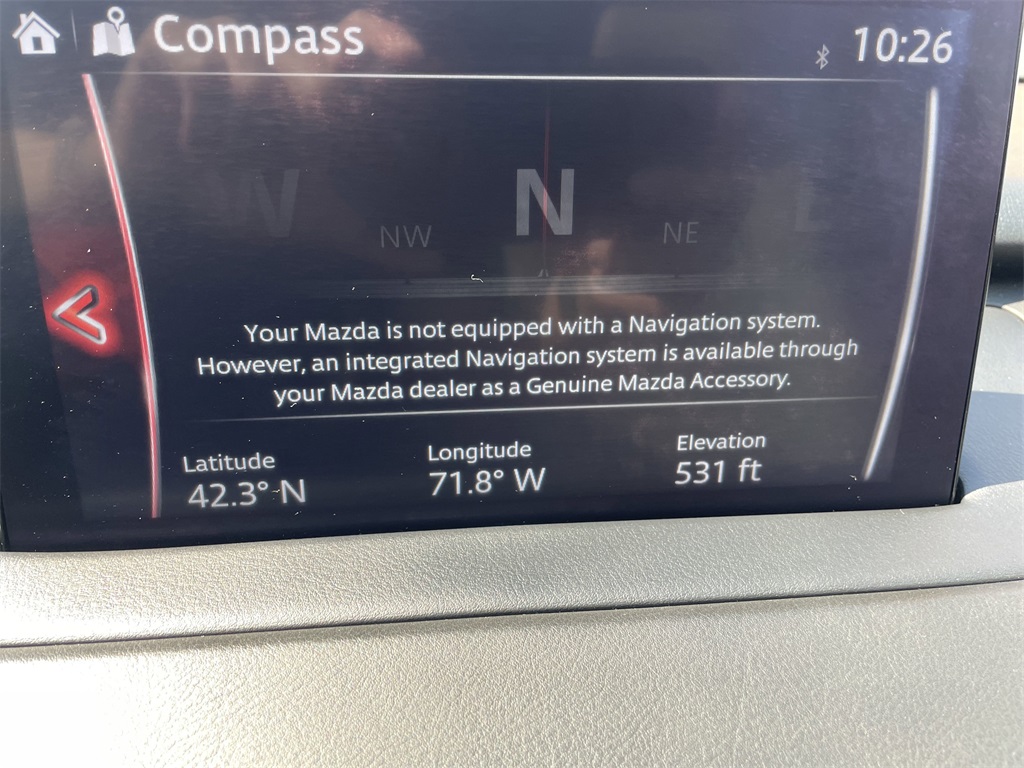 Compass
10:26
W
NW
N
NE
Your Mazda is not equipped with a Navigation system.
However, an integrated Navigation system is available through
your Mazda dealer as a Genuine Mazda Accessory.
Latitude
42.3° N
Longitude
71.8° W
Elevation
531 ft